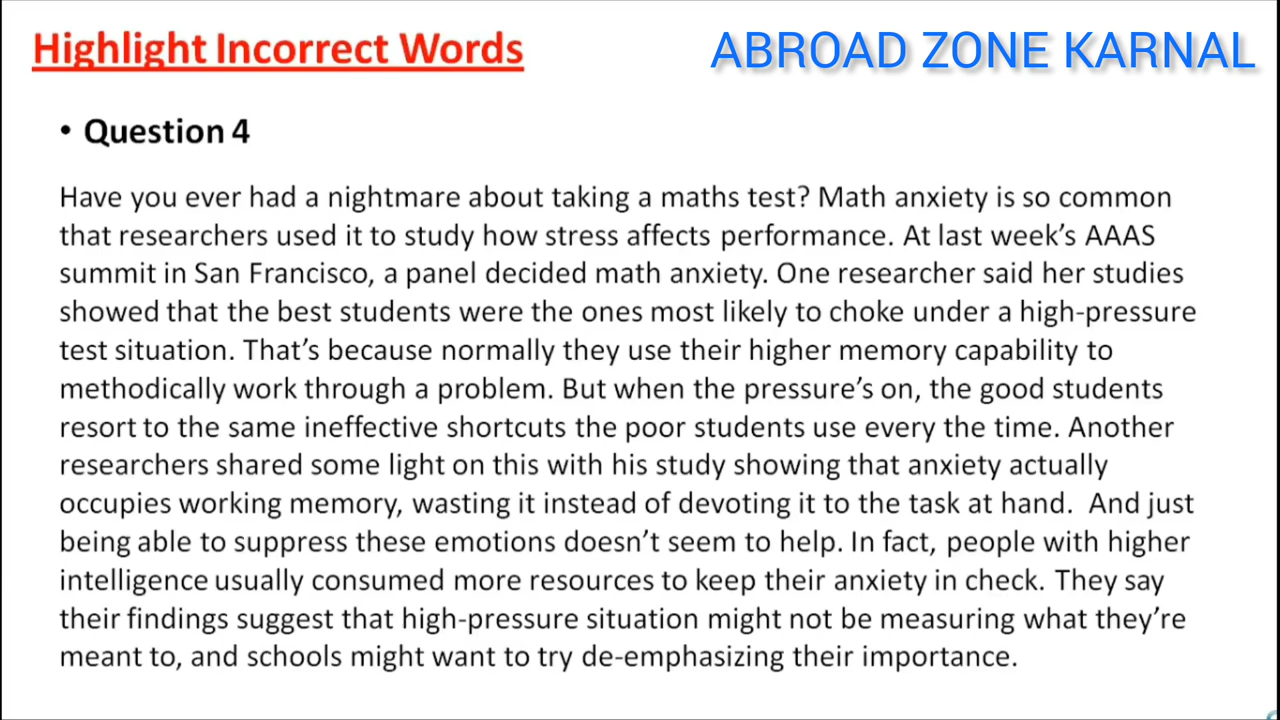 Highlight Incorrect Words
ABROAD ZONE KARNAL
• Question 4
Have you ever had a nightmare about taking a maths test? Math anxiety is so common
that researchers used it to study how stress affects performance. At last week’s AAAS
summit in San Francisco, a panel decided math anxiety. One researcher said her studies
showed that the best students were the ones most likely to choke under a high-pressure
test situation. That’s because normally they use their higher memory capability to
methodically work through a problem. But when the pressure’s on, the good students
resort to the same ineffective shortcuts the poor students use every the time. Another
researchers shared some light on this with his study showing that anxiety actually
occupies working memory, wasting it instead of devoting it to the task at hand.  And just
being able to suppress these emotions doesn’t seem to help. In fact, people with higher
intelligence usually consumed more resources to keep their anxiety in check. They say
their findings suggest that high-pressure situation might not be measuring what they’re
meant to, and schools might want to try de-emphasizing their importance.